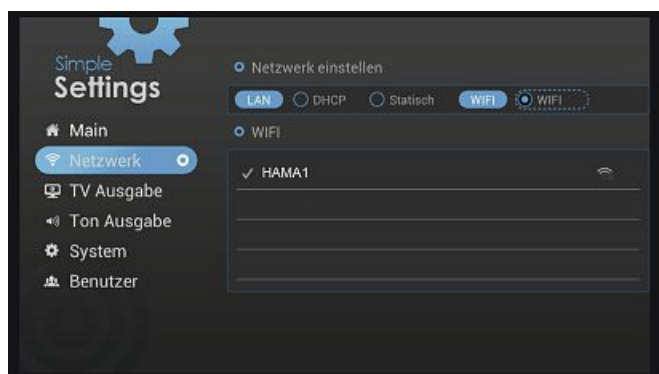 Simple
Settings
Netzwerk einstellen
LAN DHCP Statisch WIFI WIFI
Main
WIFI
Netzwerk
HAMA1
TV Ausgabe
Ton Ausgabe
System
Benutzer